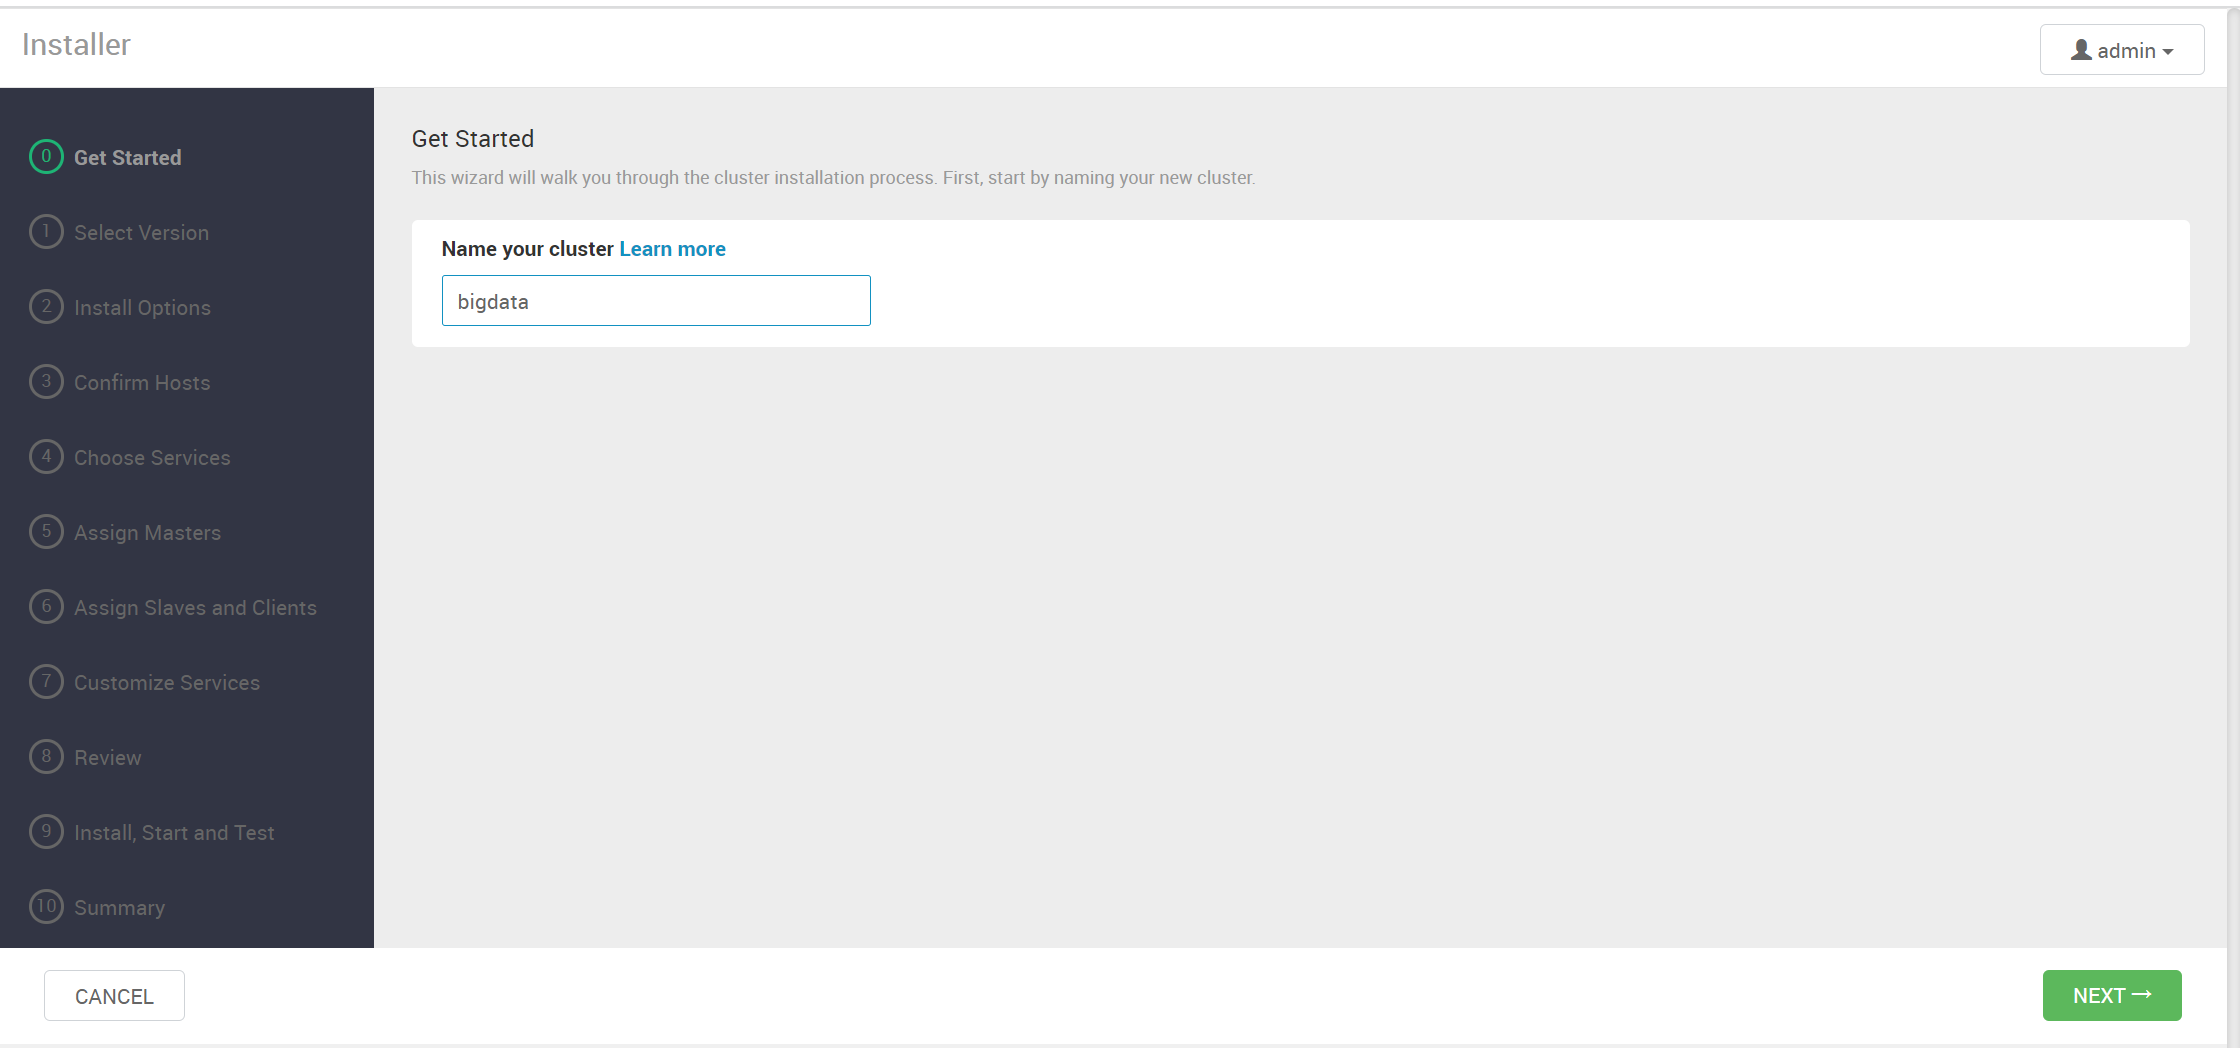 Installer
admin
0 Get Started
1 Select Version
2 Install Options
3 Confirm Hosts
4 Choose Services
5 Assign Masters
6 Assign Slaves and Clients
7 Customize Services
8 Review
9 Install, Start and Test
10 Summary
Get Started
This wizard will walk you through the cluster installation process. First, start by naming your new cluster.
Name your cluster Learn more
bigdata
CANCEL
NEXT →